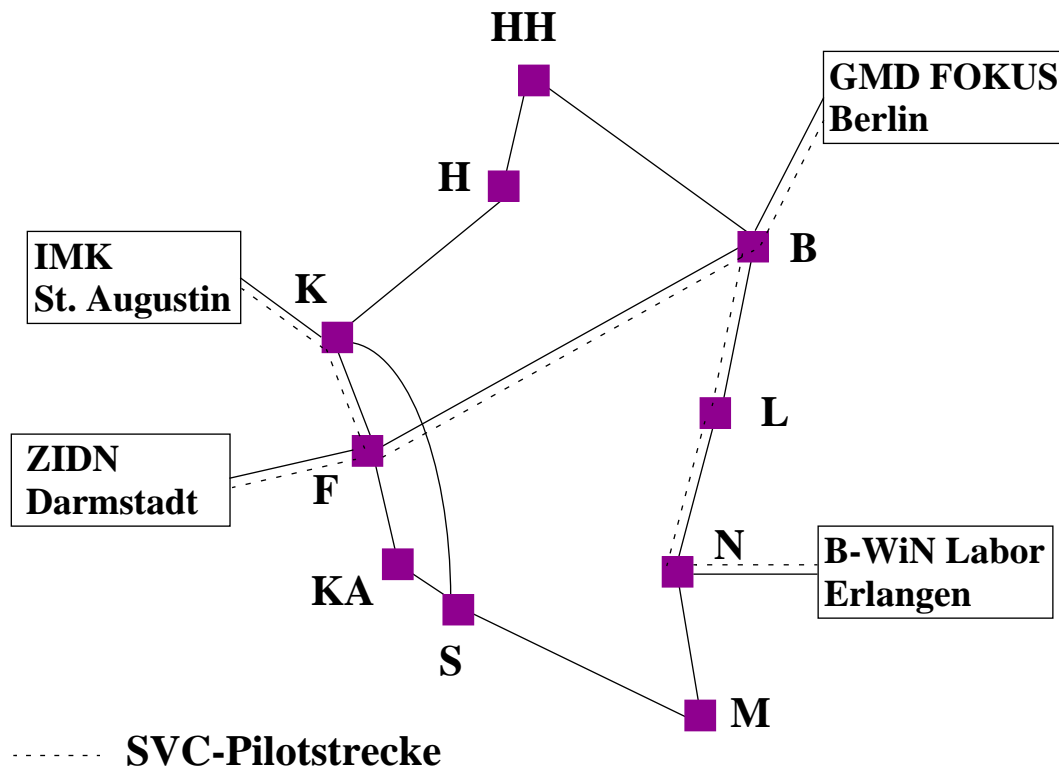 HH
GMD FOKUS
Berlin
H
B
IMK
St. Augustin
K
L
ZIDN
Darmstadt
F
N
B-WiN Labor
Erlangen
KA
S
M
SVC-Pilotstrecke